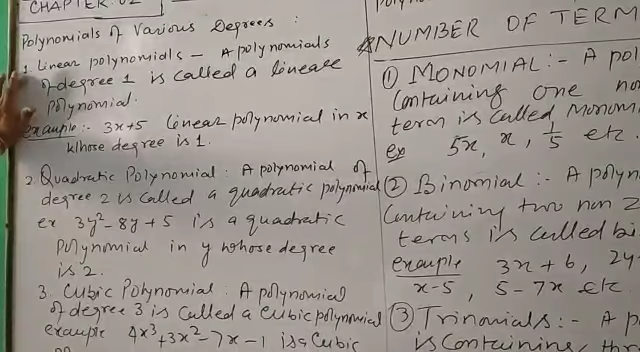 CHAPTER. 02
Polynomials of Various Degrees:
1. Linear polynomials - A polynomials
of degree 1 is called a lineare
polynomial.
example:- 3x+5 linear polynomial in x
whose degree is 1.
2. Quadratic Polynomial: A polynomial of
degree 2 is called a quadratic polynomial
ex 3y²-8y+5 is a quadratic
polynomial in y whose degree
is 2.
3. Cubic Polynomial. A polynomial
of degree 3 is called a Cubic polynomial
example 4x³+3x²-7x-1 is a Cubic
NUMBER OF TERM
① MONOMIAL:- A pol
Containing one no
term is called Monom
ex 5x, x, 1/5 etc.
② Binomial:- A polyn
Containing two non z
terms is called bi
example 3x+6, 2y-
x-5, 5-7x etc
③ Trinomials:- A p
is Containing thr